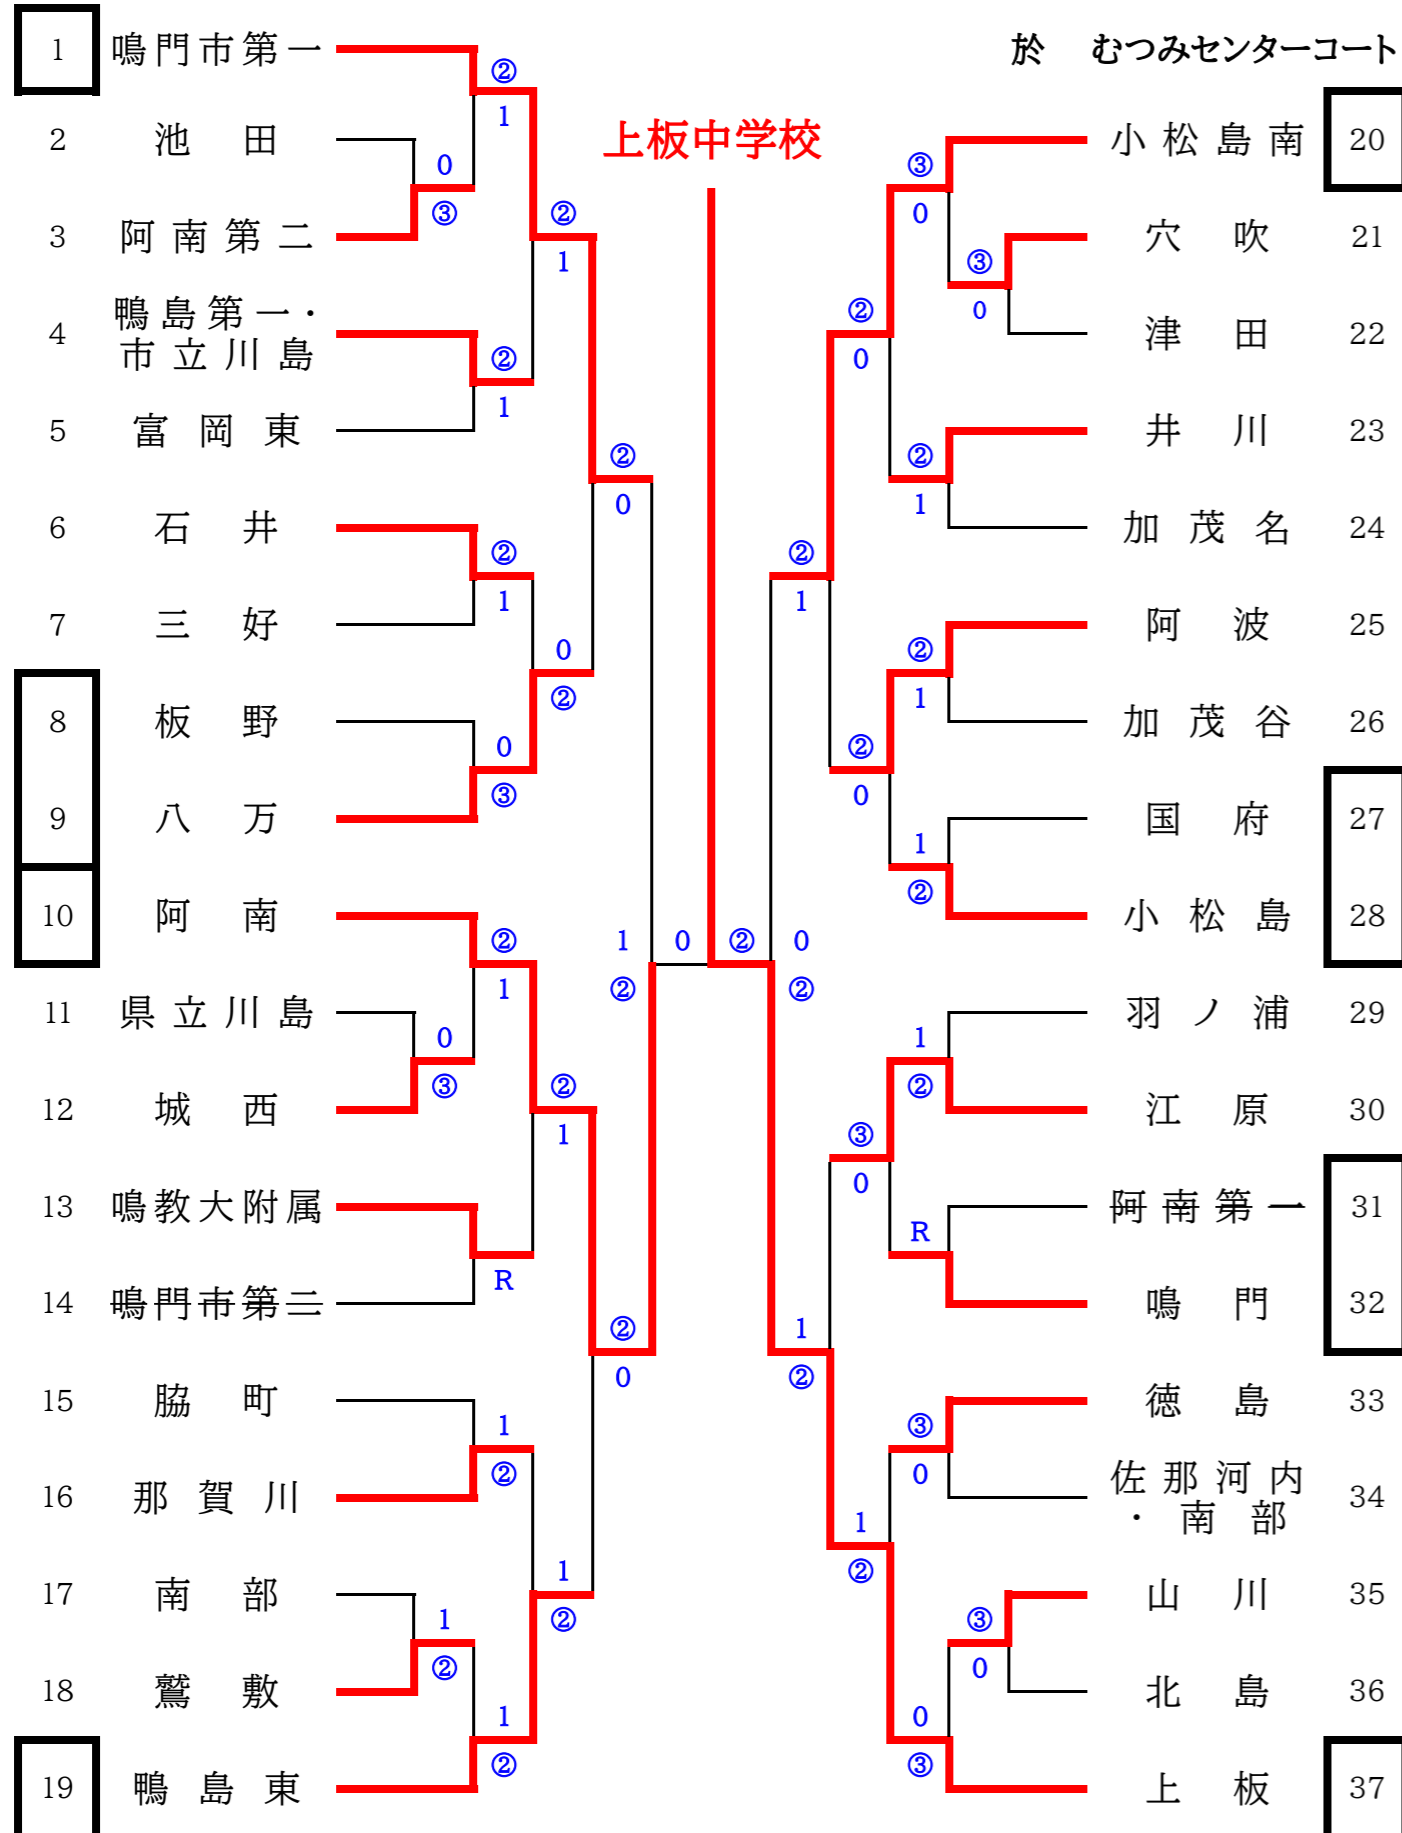 於 むつみセンターコート
上板中学校
1 鳴門市第一
2 池田
3 阿南第二
4 鴨島第一・
市立川島
5 富岡東
6 石井
7 三好
8 板野
9 八万
10 阿南
11 県立川島
12 城西
13 鳴教大附属
14 鳴門市第二
15 脇町
16 那賀川
17 南部
18 鷲敷
19 鴨島東
②
1
0
③
②
1
②
1
②
0
②
1
0
②
0
③
②
1
0
③
②
1
R
②
0
1
②
1
②
1
②
1
②
1
②
0
②
0
②
③
0
③
0
②
0
②
1
②
1
②
1
②
0
1
②
1
②
③
0
R
1
②
③
0
1
②
③
0
0
③
小松島南 20
穴吹 21
津田 22
井川 23
加茂名 24
阿波 25
加茂谷 26
国府 27
小松島 28
羽ノ浦 29
江原 30
阿南第一 31
鳴門 32
徳島 33
佐那河内
・南部 34
山川 35
北島 36
上板 37